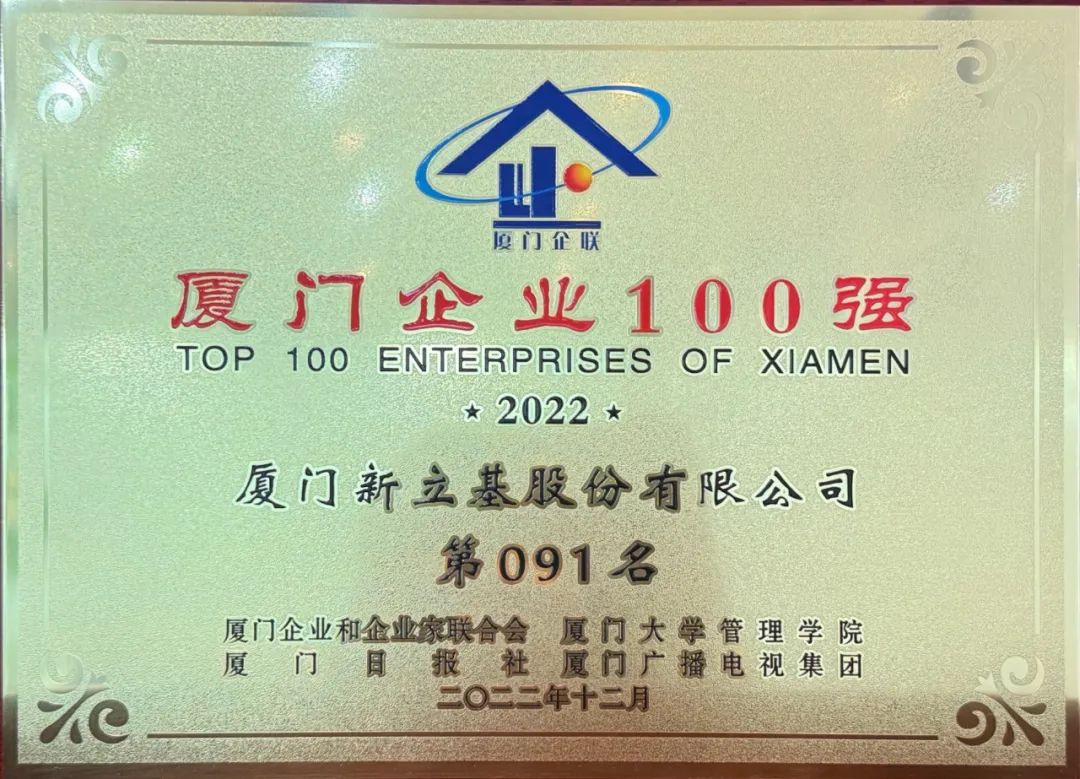 厦门企联
厦门企业100强
TOP 100 ENTERPRISES OF XIAMEN
★2022★
厦门新立基股份有限公司
第091名
厦门企业和企业家联合会 厦门大学管理学院
厦门日报社 厦门广播电视集团
二〇二二年十二月